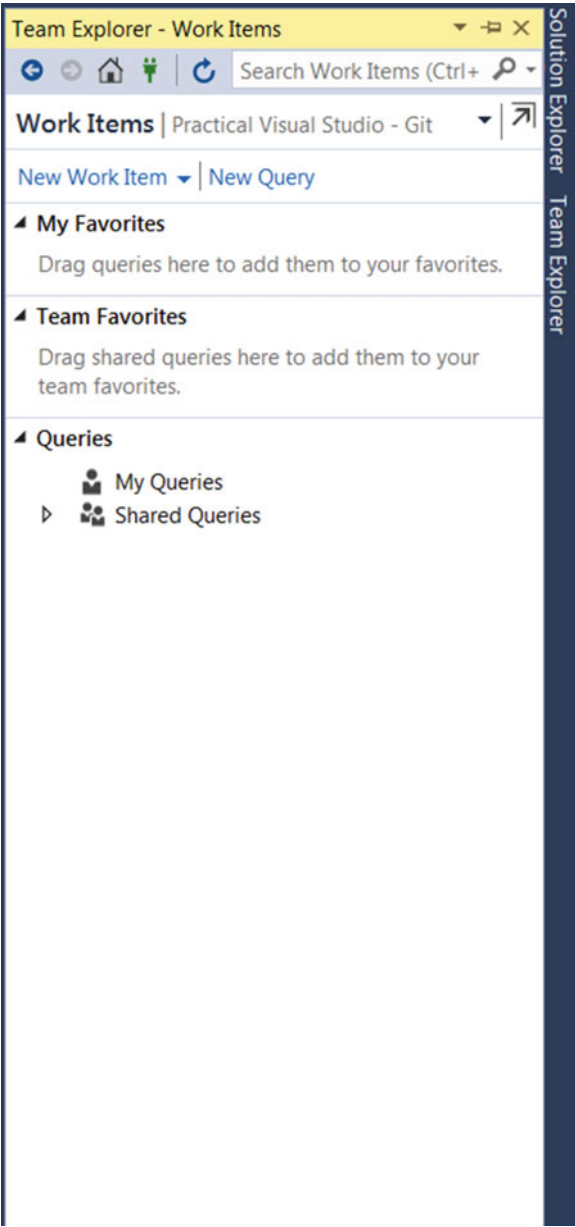 Team Explorer - Work Items
Search Work Items (Ctrl+
Work Items | Practical Visual Studio - Git
New Work Item | New Query
My Favorites
Drag queries here to add them to your favorites.
Team Favorites
Drag shared queries here to add them to your
team favorites.
Queries
My Queries
Shared Queries
Solution Explorer
Team Explorer